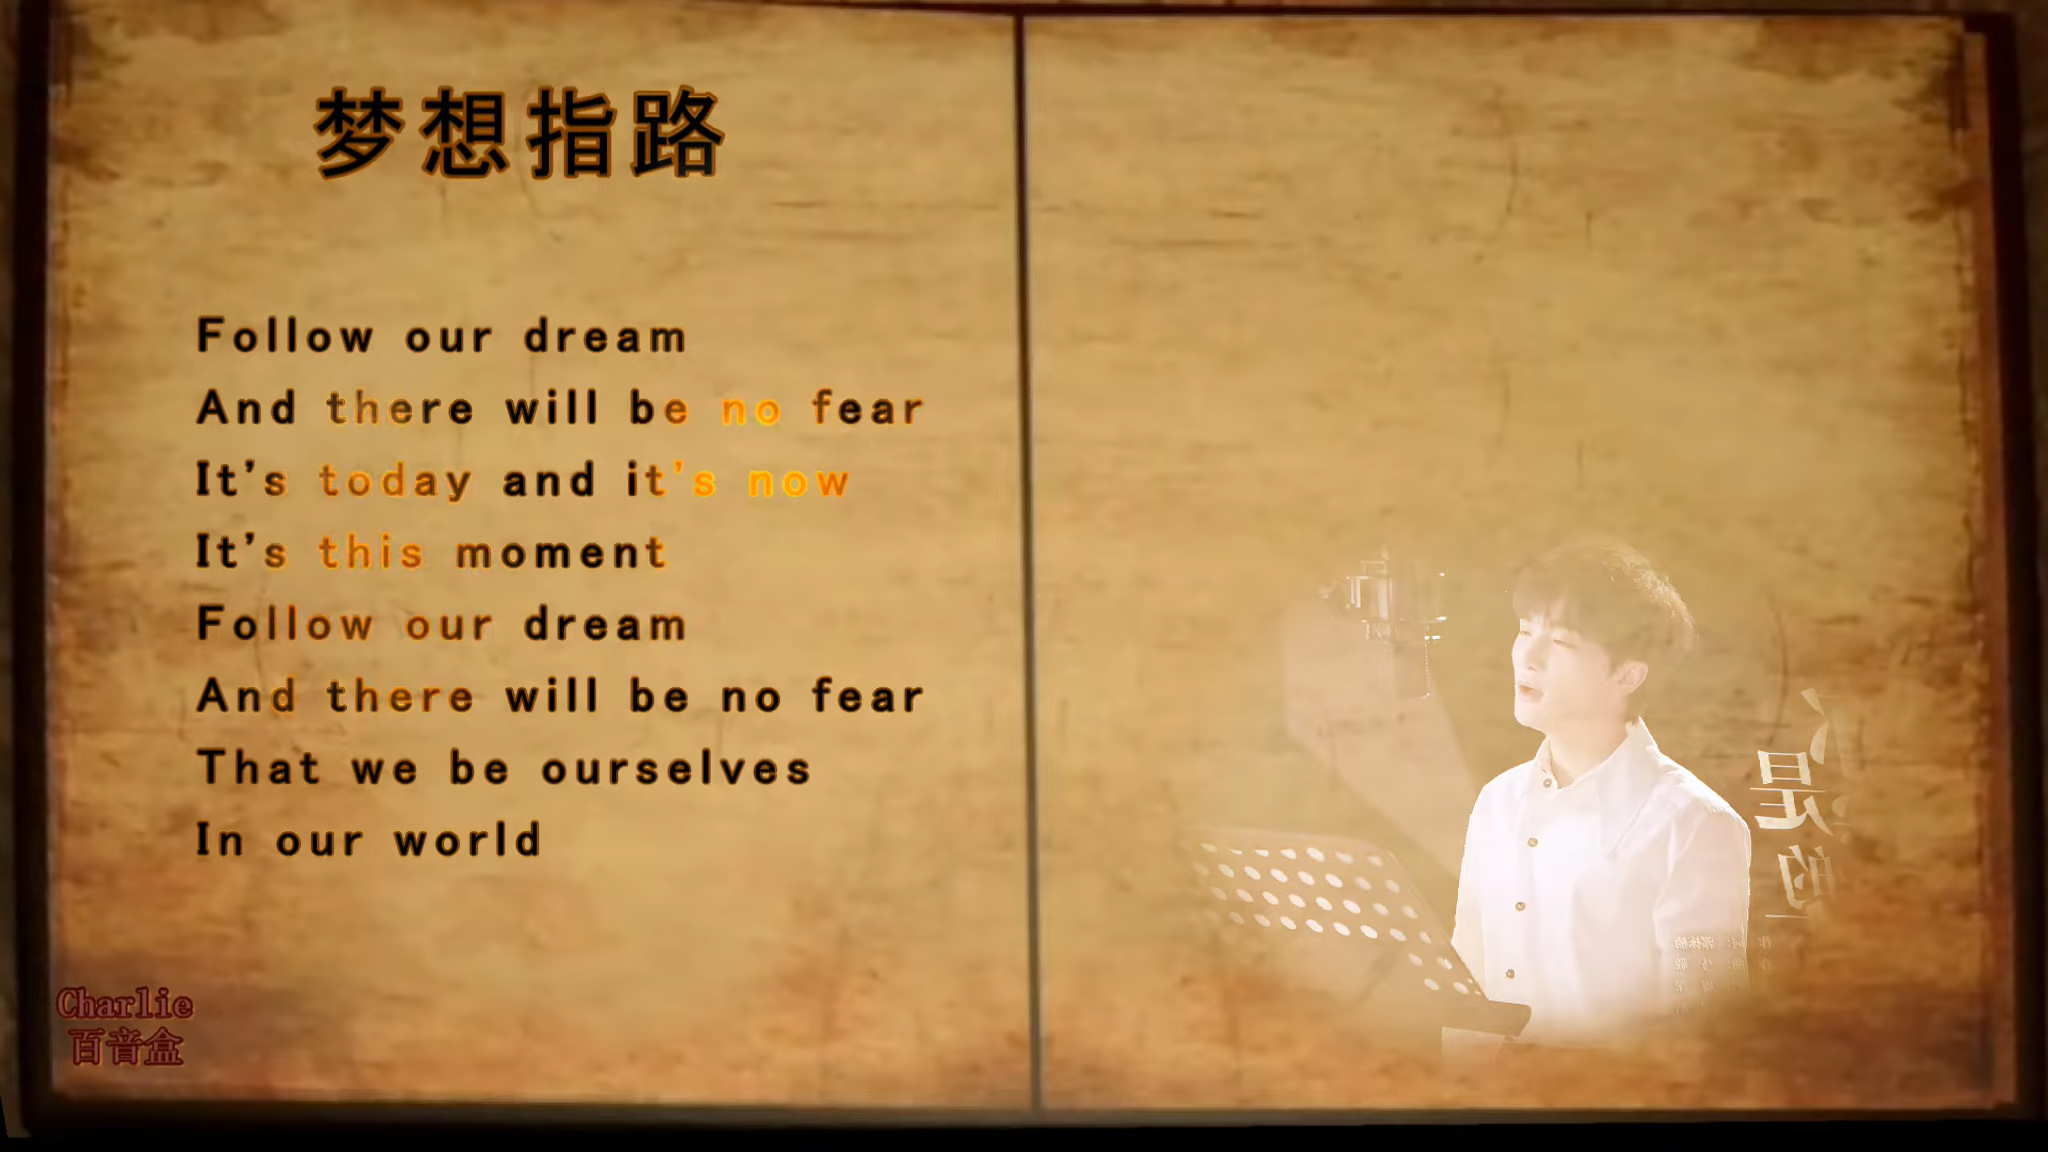 梦想指路
Follow our dream
And there will be no fear
It's today and it's now
It's this moment
Follow our dream
And there will be no fear
That we be ourselves
In our world
是
的
Charlie
百音盒